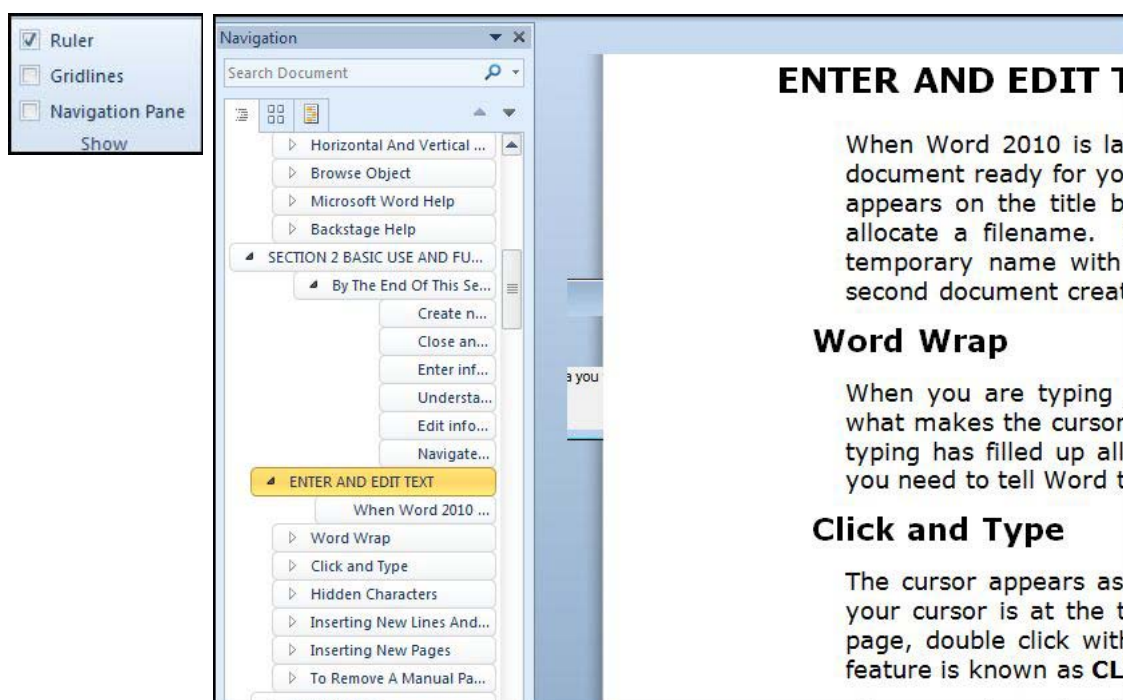 Ruler
Gridlines
Navigation Pane
Show
Navigation
Search Document
Horizontal And Vertical ...
Browse Object
Microsoft Word Help
Backstage Help
SECTION 2 BASIC USE AND FU...
By The End Of This Se...
Create n...
Close an...
Enter inf...
Understa...
Edit info...
Navigate...
ENTER AND EDIT TEXT
When Word 2010 ...
Word Wrap
Click and Type
Hidden Characters
Inserting New Lines And...
Inserting New Pages
To Remove A Manual Pa...
a you
ENTER AND EDIT T
When Word 2010 is la
document ready for yo
appears on the title b
allocate a filename.
temporary name with
second document creat
Word Wrap
When you are typing
what makes the cursor
typing has filled up all
you need to tell Word t
Click and Type
The cursor appears as
your cursor is at the t
page, double click with
feature is known as CL